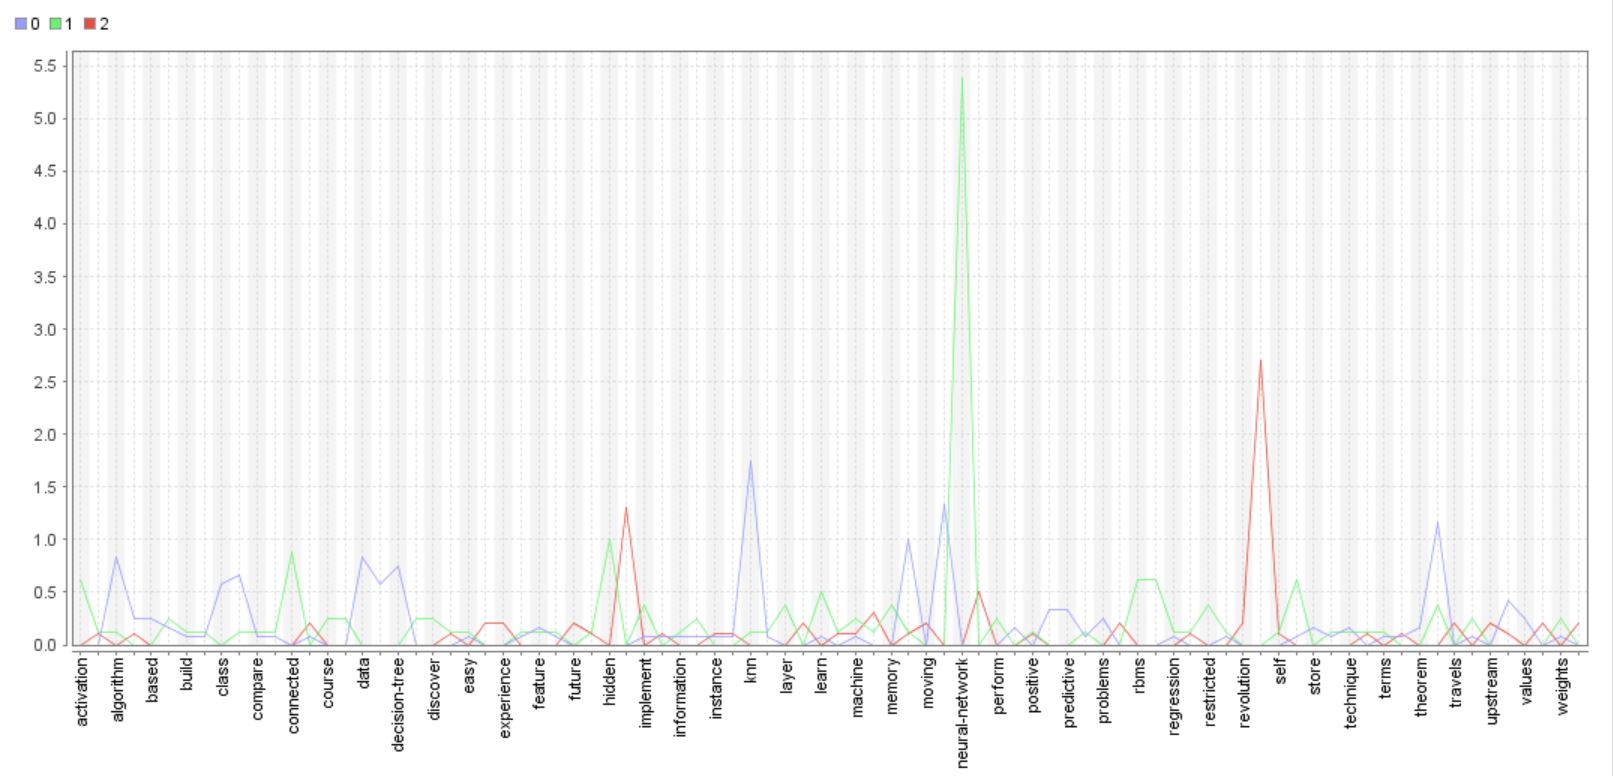 0 1 2
5.5
5.0
4.5
4.0
3.5
3.0
2.5
2.0
1.5
1.0
0.5
0.0
activation
algorithm
based
build
class
compare
connected
course
data
decision-tree
discover
easy
experience
feature
future
hidden
implement
information
instance
knn
layer
learn
machine
memory
moving
neural-network
perform
positive
predictive
problems
rbms
regression
restricted
revolution
self
store
technique
terms
theorem
travels
upstream
values
weights